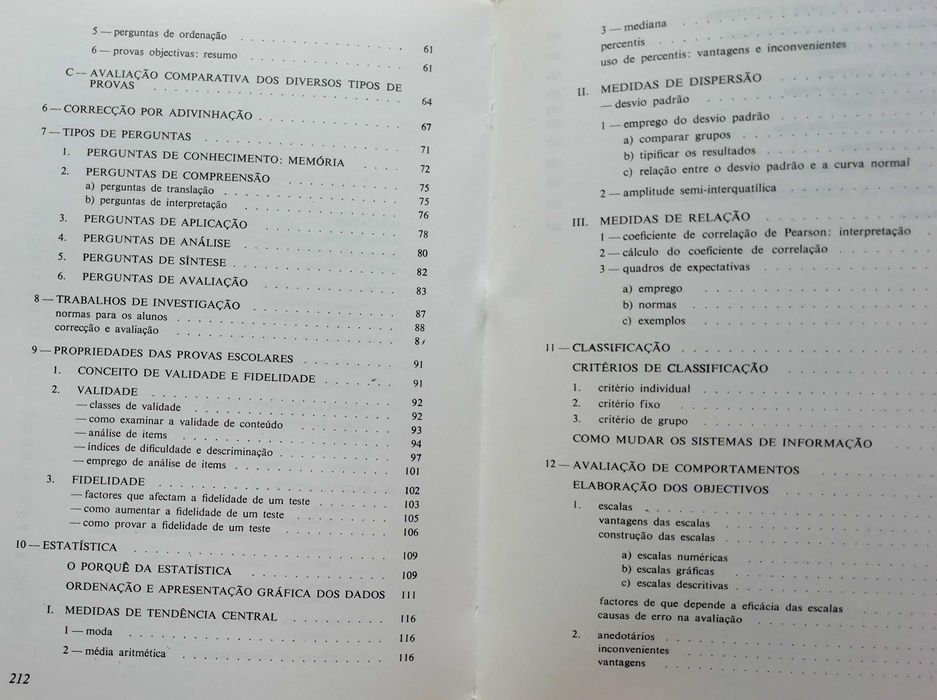 5 — perguntas de ordenação . . . . . . . . . . 61
6 — provas objectivas: resumo . . . . . . . . . . 61
C — AVALIAÇÃO COMPARATIVA DOS DIVERSOS TIPOS DE
PROVAS . . . . . . . . . . 64
6 — CORRECÇÃO POR ADIVINHAÇÃO . . . . . . . . . . 67
7 — TIPOS DE PERGUNTAS . . . . . . . . . . 71
1. PERGUNTAS DE CONHECIMENTO: MEMÓRIA . . 72
2. PERGUNTAS DE COMPREENSÃO . . . . . . . . 75
a) perguntas de translação . . . . . . . . . . 75
b) perguntas de interpretação . . . . . . . . . . 76
3. PERGUNTAS DE APLICAÇÃO . . . . . . . . . . 78
4. PERGUNTAS DE ANÁLISE . . . . . . . . . . 80
5. PERGUNTAS DE SÍNTESE . . . . . . . . . . 82
6. PERGUNTAS DE AVALIAÇÃO . . . . . . . . . . 83
8 — TRABALHOS DE INVESTIGAÇÃO . . . . . . . . . . 87
normas para os alunos . . . . . . . . . . 88
correcção e avaliação . . . . . . . . . .
9 — PROPRIEDADES DAS PROVAS ESCOLARES . . . . . . . 91
1. CONCEITO DE VALIDADE E FIDELIDADE . . . . . . 91
2. VALIDADE . . . . . . . . . . 92
— classes de validade . . . . . . . . . . 92
— como examinar a validade de conteúdo . . . . . . . 93
— análise de items . . . . . . . . . . 94
— índices de dificuldade e descriminação . . . . . . . 97
— emprego de análise de items . . . . . . . . . . 101
3. FIDELIDADE . . . . . . . . . . 102
— factores que afectam a fidelidade de um teste . . . . . . 103
— como aumentar a fidelidade de um teste . . . . . . . 105
— como provar a fidelidade de um teste . . . . . . . 106
10 — ESTATÍSTICA . . . . . . . . . . 109
O PORQUÊ DA ESTATÍSTICA . . . . . . . . . . 109
ORDENAÇÃO E APRESENTAÇÃO GRÁFICA DOS DADOS 111
I. MEDIDAS DE TENDÊNCIA CENTRAL . . . . . . . 116
1 — moda . . . . . . . . . . 116
2 — média aritmética . . . . . . . . . . 116
212
3 — mediana . . . . . . . . . .
percentis . . . . . . . . . .
uso de percentis: vantagens e inconvenientes . . . .
II. MEDIDAS DE DISPERSÃO . . . . . . . . . .
— desvio padrão . . . . . . . . . .
1 — emprego do desvio padrão . . . . . . . . . .
a) comparar grupos . . . . . . . . . .
b) tipificar os resultados . . . . . . . . . .
c) relação entre o desvio padrão e a curva normal .
2 — amplitude semi-interquatílica . . . . . . . . .
III. MEDIDAS DE RELAÇÃO . . . . . . . . . .
1 — coeficiente de correlação de Pearson: interpretação .
2 — cálculo do coeficiente de correlação . . . . . . .
3 — quadros de expectativas . . . . . . . . . .
a) emprego . . . . . . . . . .
b) normas . . . . . . . . . .
c) exemplos . . . . . . . . . .
11 — CLASSIFICAÇÃO . . . . . . . . . .
CRITÉRIOS DE CLASSIFICAÇÃO . . . . . . . . . .
1. critério individual . . . . . . . . . .
2. critério fixo . . . . . . . . . .
3. critério de grupo . . . . . . . . . .
COMO MUDAR OS SISTEMAS DE INFORMAÇÃO
12 — AVALIAÇÃO DE COMPORTAMENTOS . . . . . . . .
ELABORAÇÃO DOS OBJECTIVOS . . . . . . . . . .
1. escalas . . . . . . . . . .
vantagens das escalas . . . . . . . . . .
construção das escalas . . . . . . . . . .
a) escalas numéricas . . . . . . . . . .
b) escalas gráficas . . . . . . . . . .
c) escalas descritivas . . . . . . . . . .
factores de que depende a eficácia das escalas . . . . .
causas de erro na avaliação . . . . . . . . . .
2. anedotários . . . . . . . . . .
inconvenientes . . . . . . . . . .
vantagens . . . . . . . . . .